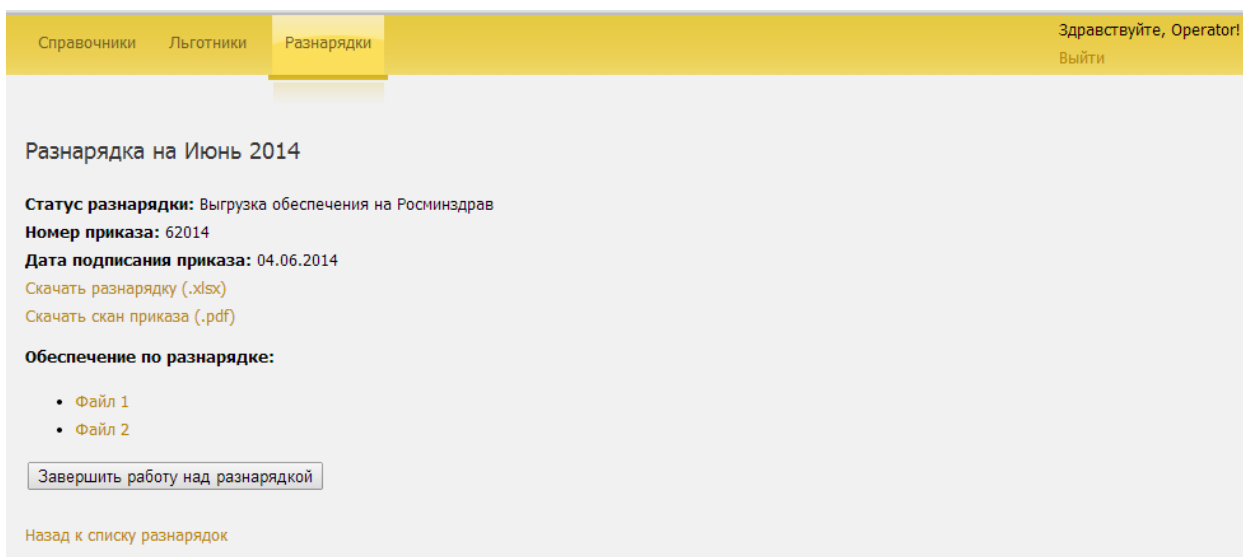 Справочники Льготники Разнарядки
Здравствуйте, Operator!
Выйти
Разнарядка на Июнь 2014
Статус разнарядки: Выгрузка обеспечения на Росминздрав
Номер приказа: 62014
Дата подписания приказа: 04.06.2014
Скачать разнарядку (.xlsx)
Скачать скан приказа (.pdf)
Обеспечение по разнарядке:
• Файл 1
• Файл 2
Завершить работу над разнарядкой
Назад к списку разнарядок